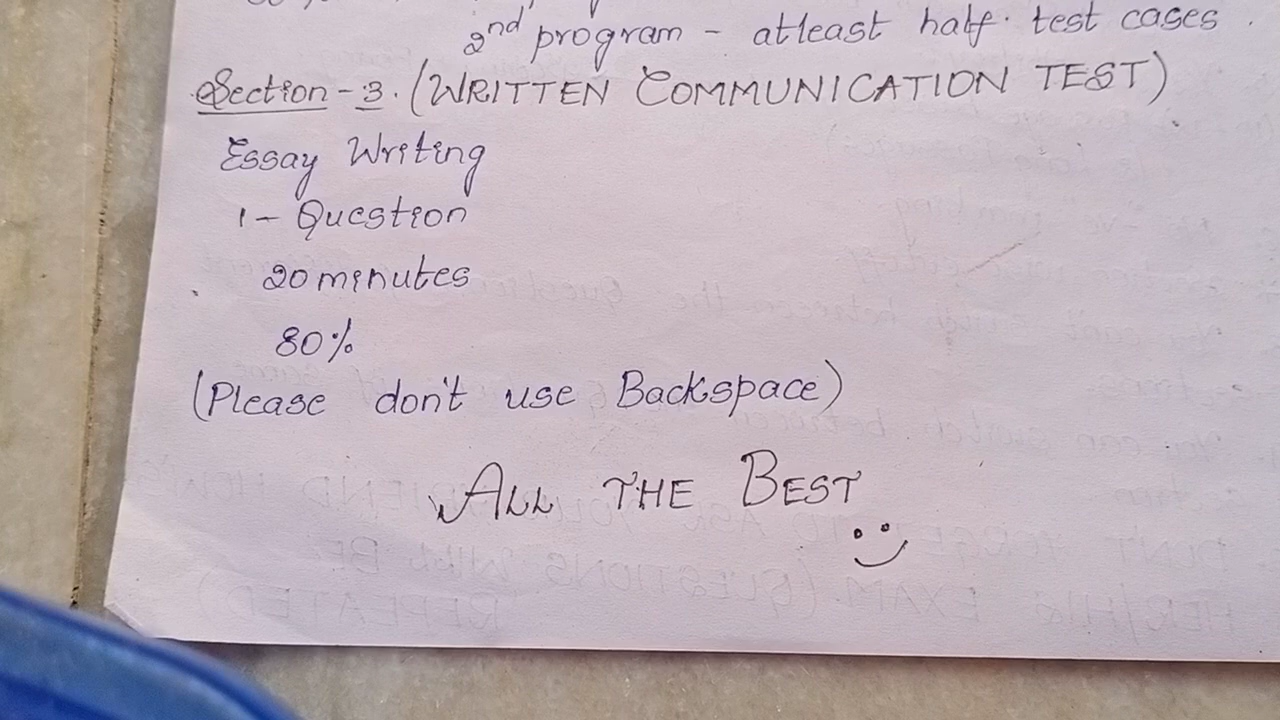 2nd program - atleast half test cases.
Section - 3. (WRITTEN COMMUNICATION TEST)
Essay Writing
1 - Question
20 minutes
80%
(Please don't use Backspace)
ALL THE BEST
:)